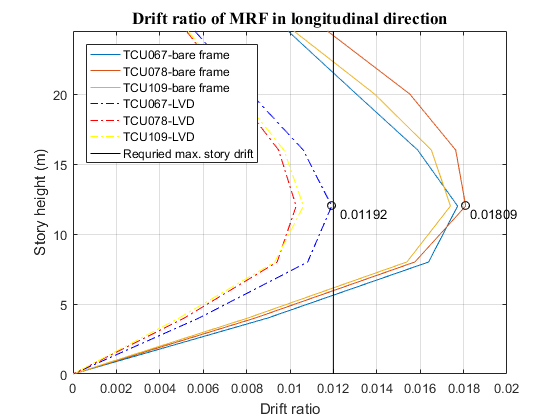 Drift ratio of MRF in longitudinal direction
TCU067-bare frame
TCU078-bare frame
TCU109-bare frame
TCU067-LVD
TCU078-LVD
TCU109-LVD
Requried max. story drift
Story height (m)
20
15
10
5
0
0.01192
0.01809
0 0.002 0.004 0.006 0.008 0.01 0.012 0.014 0.016 0.018 0.02
Drift ratio